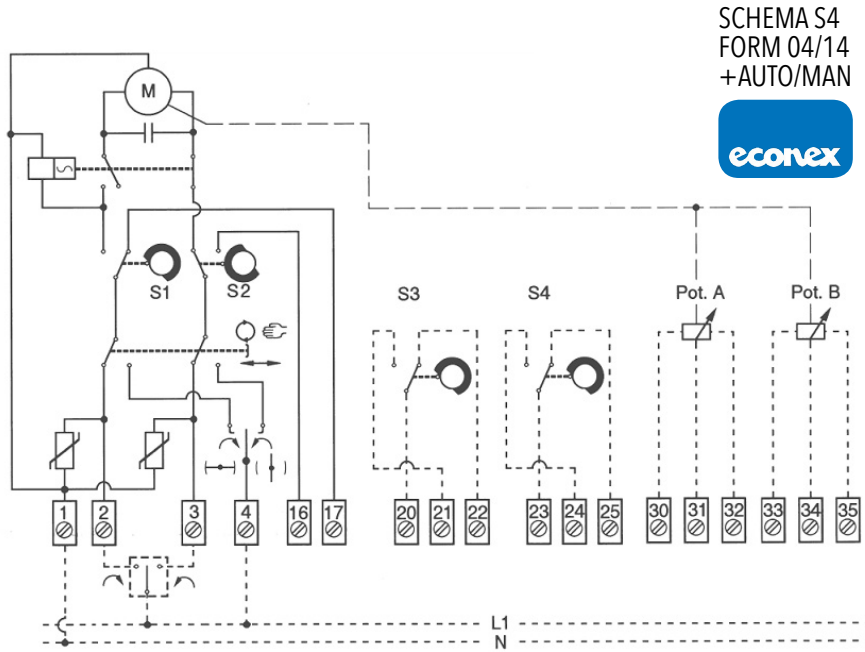 SCHEMA S4
FORM 04/14
+AUTO/MAN
econex
M
S1
S2
S3
S4
Pot. A
Pot. B
1
2
3
4
16
17
20
21
22
23
24
25
30
31
32
33
34
35
L1
N